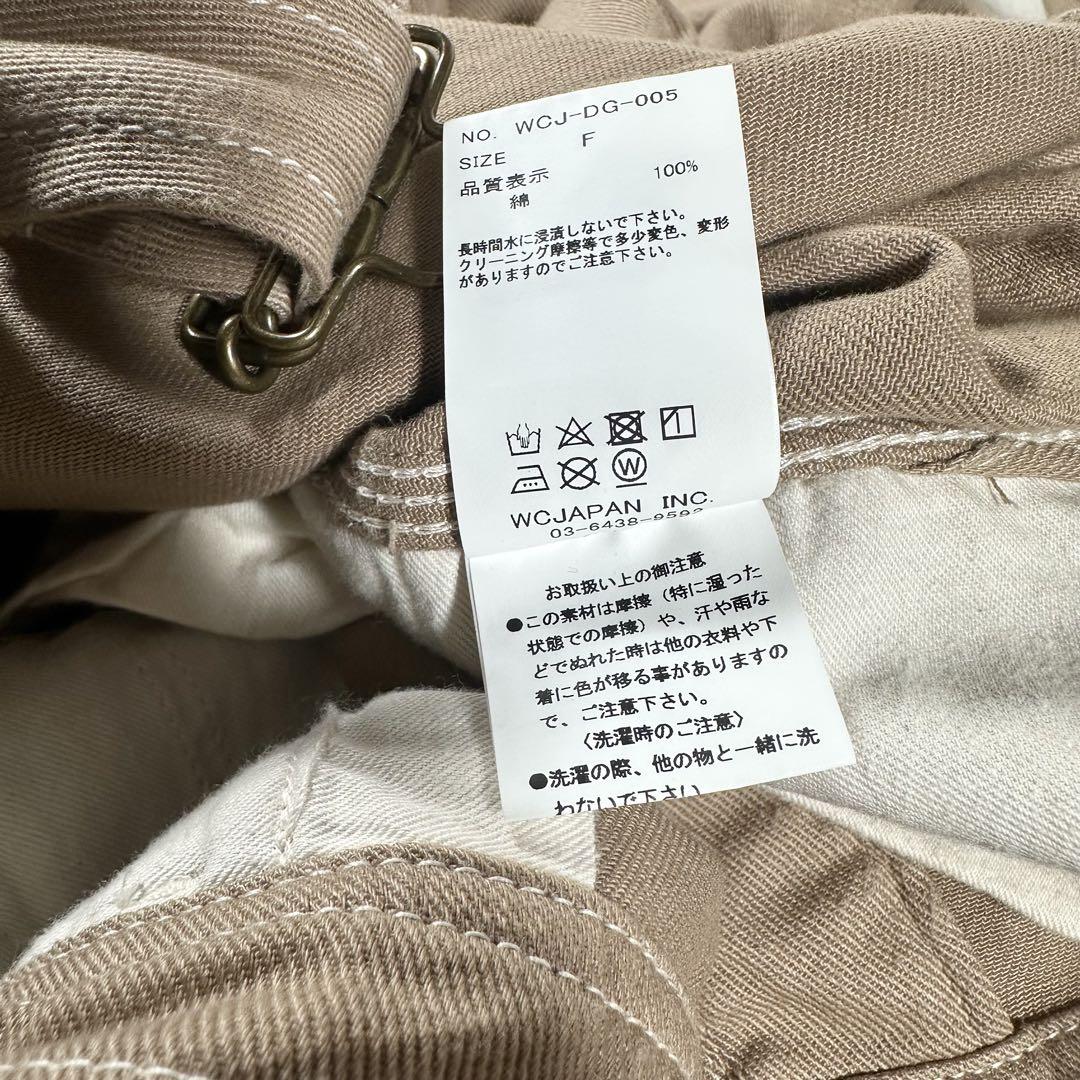 NO. WCJ-DG-005
SIZE F
品質表示
綿 100%
長時間水に浸漬しないで下さい。
クリーニング摩擦等で多少変色、変形
がありますのでご注意下さい。
W
WCJAPAN INC.
03-6438-9593
お取扱い上の御注意
●この素材は摩擦（特に湿った
状態での摩擦）や、汗や雨な
どでぬれた時は他の衣料や下
着に色が移る事がありますの
で、ご注意下さい。
〈洗濯時のご注意〉
●洗濯の際、他の物と一緒に洗
わないで下さい